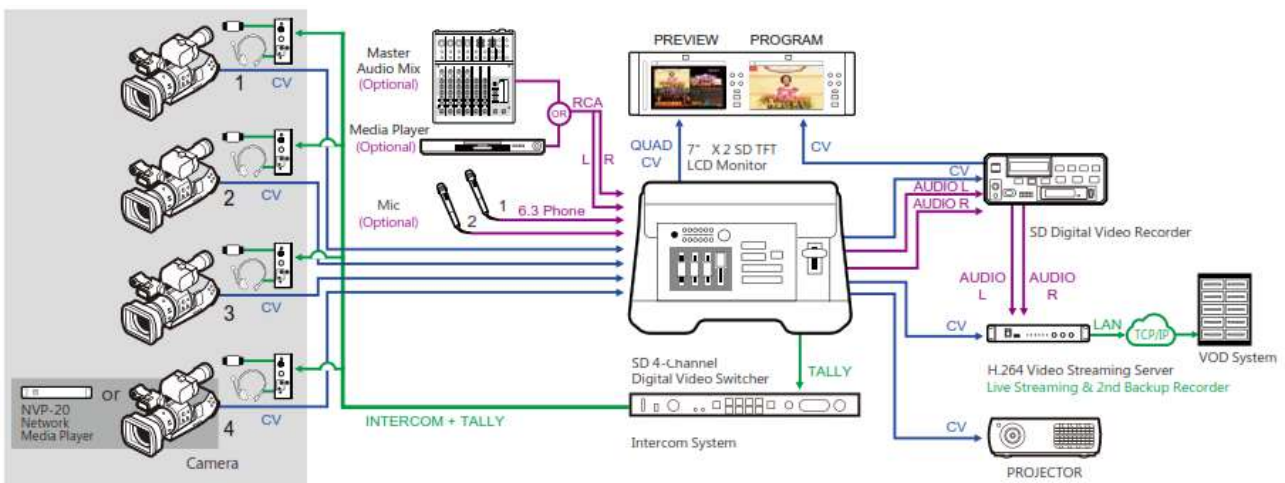 1
CV
2
CV
3
CV
4
CV
or
NVP-20
Network
Media Player
Camera
Master
Audio Mix
(Optional)
Media Player
(Optional)
OR
RCA
L
R
Mic
(Optional)
1
2
6.3 Phone
INTERCOM + TALLY
PREVIEW
PROGRAM
QUAD
CV
7" X 2 SD TFT
LCD Monitor
CV
SD 4-Channel
Digital Video Switcher
TALLY
Intercom System
CV
AUDIO L
AUDIO R
SD Digital Video Recorder
AUDIO
L
AUDIO
R
CV
LAN
TCP/IP
VOD System
H.264 Video Streaming Server
Live Streaming & 2nd Backup Recorder
CV
PROJECTOR